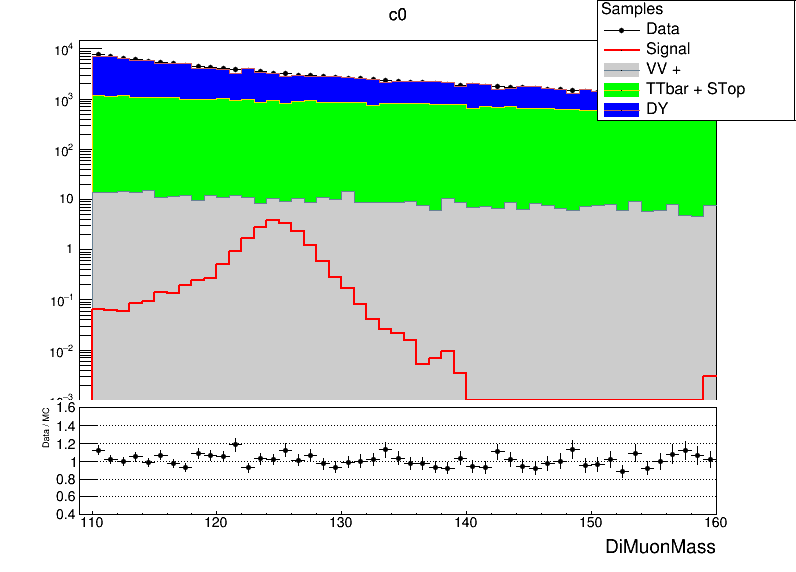 c0
Samples
Data
Signal
VV +
TTbar + STop
DY
10^4
10^3
10^2
10
1
10^-1
10^-2
10^-3
Data / MC
1.6
1.4
1.2
1
0.8
0.6
0.4
110 120 130 140 150 160
DiMuonMass